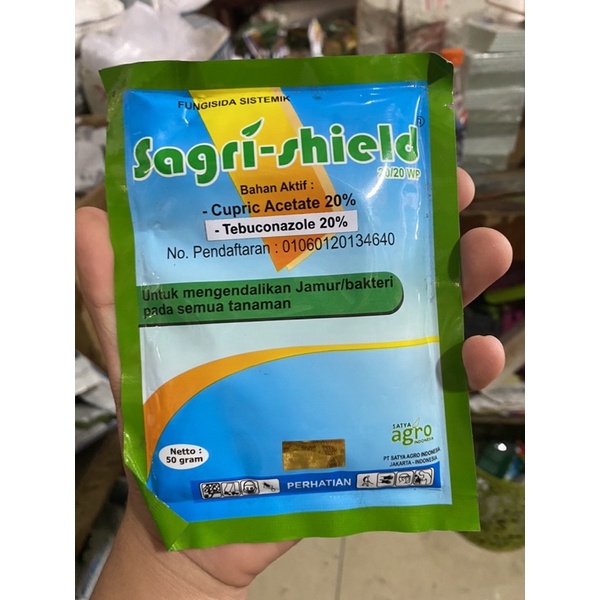 FUNGISIDA SISTEMIK
Sagri-shield
20/20 WP
Bahan Aktif :
- Cupric Acetate 20%
- Tebuconazole 20%
No. Pendaftaran : 01060120134640
Untuk mengendalikan Jamur/bakteri
pada semua tanaman
Netto :
50 gram
SATYA
agro
INDONESIA
PT SATYA AGRO INDONESIA
JAKARTA - INDONESIA
PERHATIAN